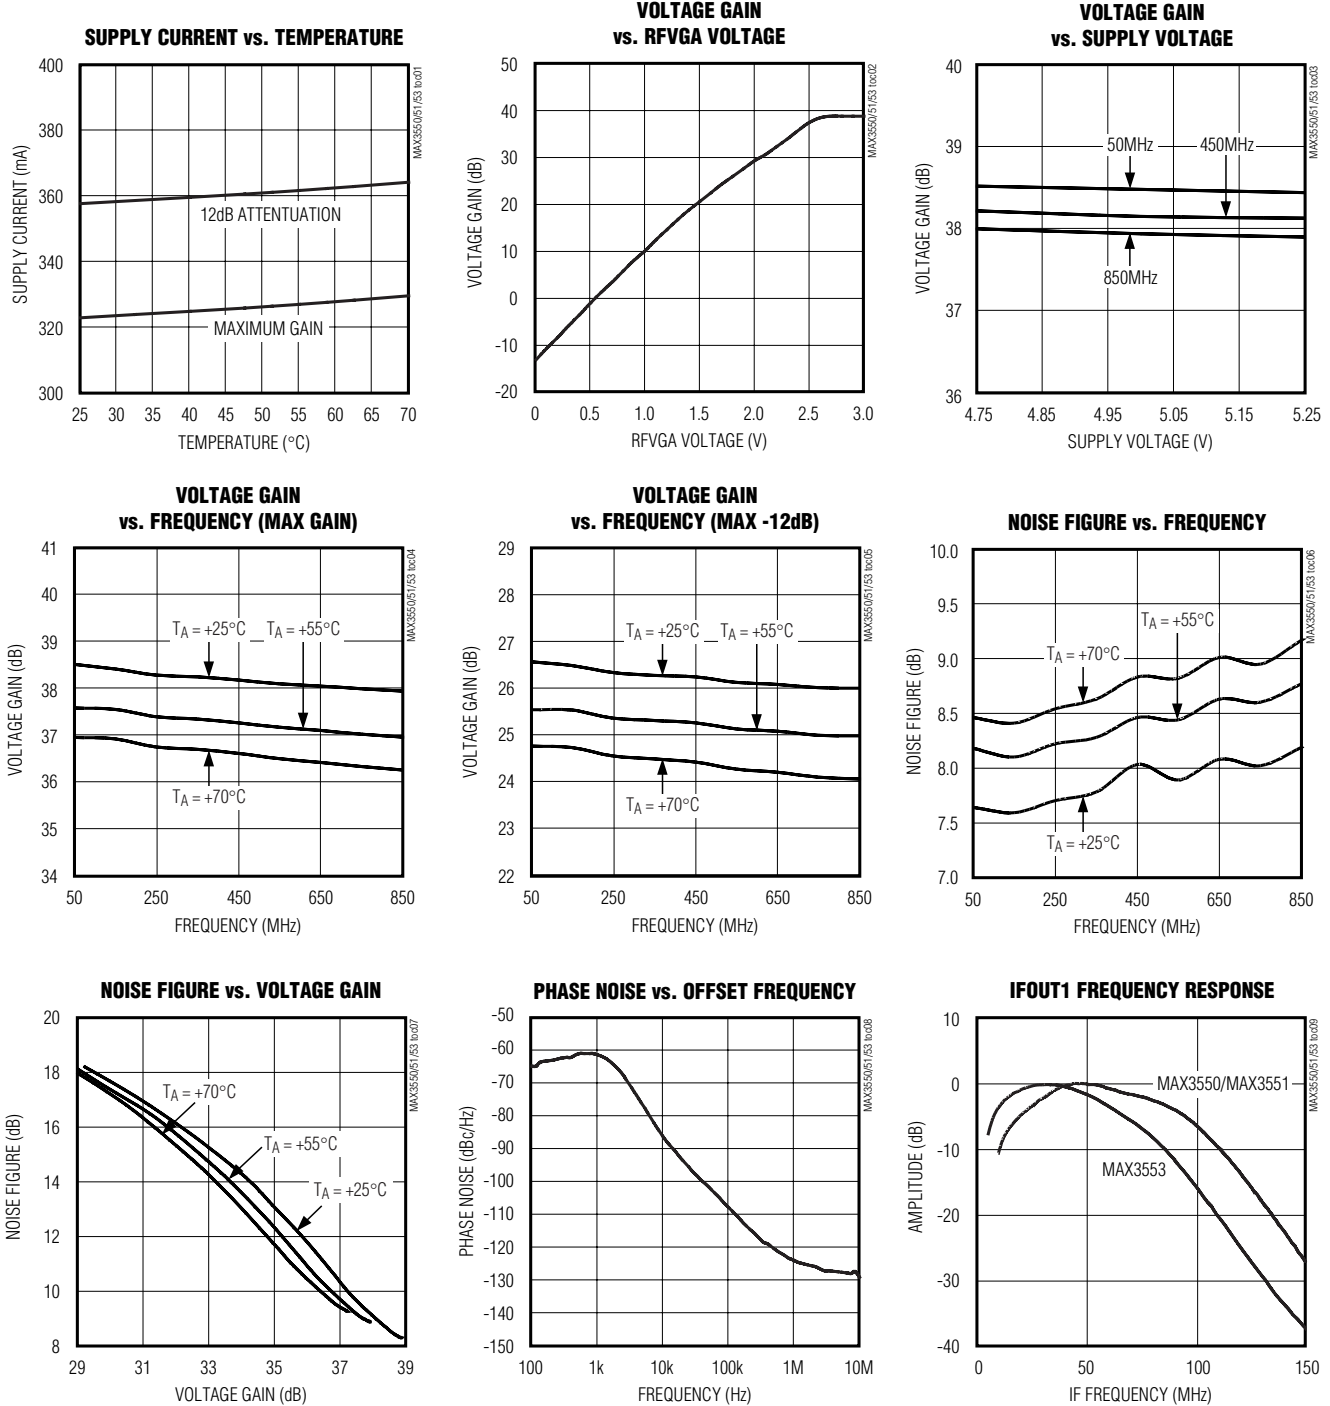 SUPPLY CURRENT vs. TEMPERATURE
400
380
360
340
320
300
SUPPLY CURRENT (mA)
12dB ATTENTUATION
MAXIMUM GAIN
25 30 35 40 45 50 55 60 65 70
TEMPERATURE (°C)
MAX3550/51/53 toc01
VOLTAGE GAIN
vs. RFVGA VOLTAGE
50
40
30
20
10
0
-10
-20
VOLTAGE GAIN (dB)
0 0.5 1.0 1.5 2.0 2.5 3.0
RFVGA VOLTAGE (V)
MAX3550/51/53 toc02
VOLTAGE GAIN
vs. SUPPLY VOLTAGE
40
39
38
37
36
VOLTAGE GAIN (dB)
50MHz 450MHz
850MHz
4.75 4.85 4.95 5.05 5.15 5.25
SUPPLY VOLTAGE (V)
MAX3550/51/53 toc03
VOLTAGE GAIN
vs. FREQUENCY (MAX GAIN)
41
40
39
38
37
36
35
34
VOLTAGE GAIN (dB)
TA = +25°C TA = +55°C
TA = +70°C
50 250 450 650 850
FREQUENCY (MHz)
MAX3550/51/53 toc04
VOLTAGE GAIN
vs. FREQUENCY (MAX -12dB)
29
28
27
26
25
24
23
22
VOLTAGE GAIN (dB)
TA = +25°C TA = +55°C
TA = +70°C
50 250 450 650 850
FREQUENCY (MHz)
MAX3550/51/53 toc05
NOISE FIGURE vs. FREQUENCY
10.0
9.5
9.0
8.5
8.0
7.5
7.0
NOISE FIGURE (dB)
TA = +55°C
TA = +70°C
TA = +25°C
50 250 450 650 850
FREQUENCY (MHz)
MAX3550/51/53 toc06
NOISE FIGURE vs. VOLTAGE GAIN
20
18
16
14
12
10
8
NOISE FIGURE (dB)
TA = +70°C
TA = +55°C
TA = +25°C
29 31 33 35 37 39
VOLTAGE GAIN (dB)
MAX3550/51/53 toc07
PHASE NOISE vs. OFFSET FREQUENCY
-50
-60
-70
-80
-90
-100
-110
-120
-130
-140
-150
PHASE NOISE (dBc/Hz)
100 1k 10k 100k 1M 10M
FREQUENCY (Hz)
MAX3550/51/53 toc08
IFOUT1 FREQUENCY RESPONSE
10
0
-10
-20
-30
-40
AMPLITUDE (dB)
MAX3550/MAX3551
MAX3553
0 50 100 150
IF FREQUENCY (MHz)
MAX3550/51/53 toc09